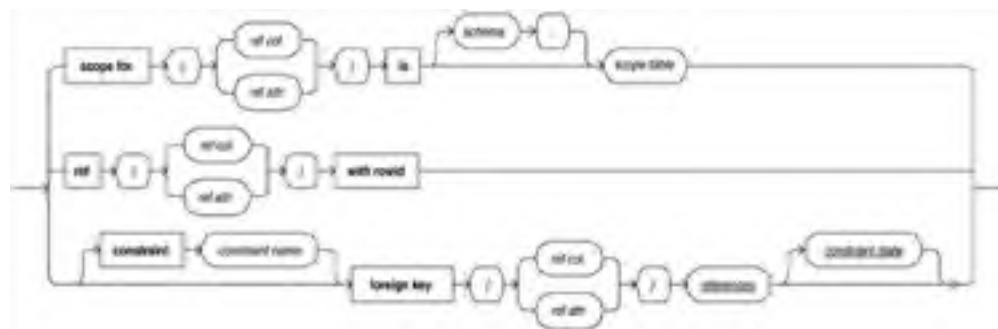 schema .
scope for ( ref col ref attr ) is scope table
ref ( ref col ref attr ) with rowid
constraint constraint name constraint state
foreign key ( ref col ref attr ) references